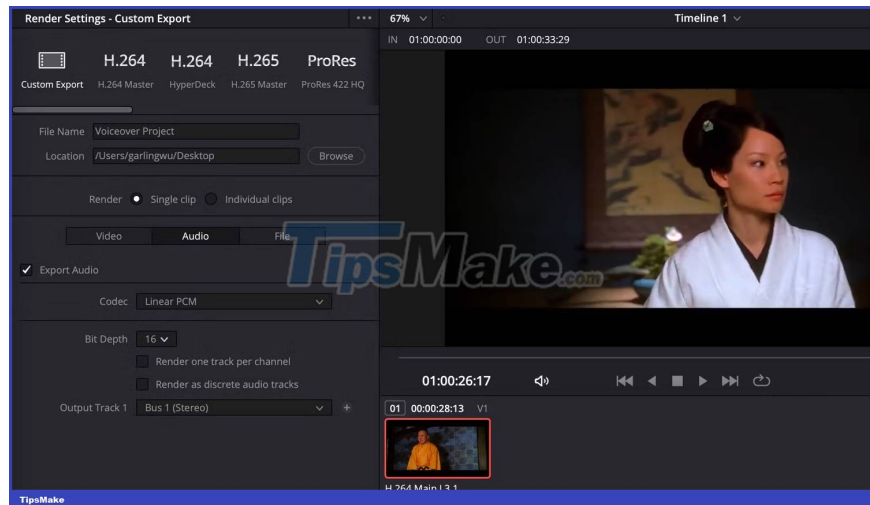 Render Settings - Custom Export
67%
Timeline 1
IN 01:00:00:00 OUT 01:00:33:29
H.264 H.264 H.265 ProRes
Custom Export H.264 Master HyperDeck H.265 Master ProRes 422 HQ
File Name Voiceover Project
Location /Users/garlingwu/Desktop Browse
Render Single clip Individual clips
Video Audio File
TipsMake.com
Export Audio
Codec Linear PCM
Bit Depth 16
Render one track per channel
Render as discrete audio tracks
Output Track 1 Bus 1 (Stereo)
01:00:26:17
01 00:00:28:13 V1
H.264 Main L3.1
TipsMake